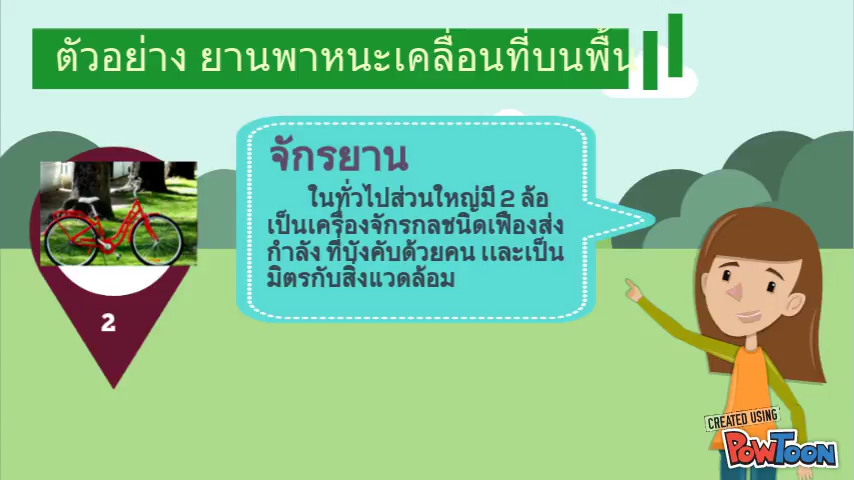 ตัวอย่าง ยานพาหนะเคลื่อนที่บนพื้น
จักรยาน
ในทั่วไปส่วนใหญ่มี 2 ล้อ
เป็นเครื่องจักรกลชนิดเฟืองส่ง
กำลัง ที่บังคับด้วยคน เเละเป็น
มิตรกับสิ่งแวดล้อม
2
CREATED USING
POWTOON